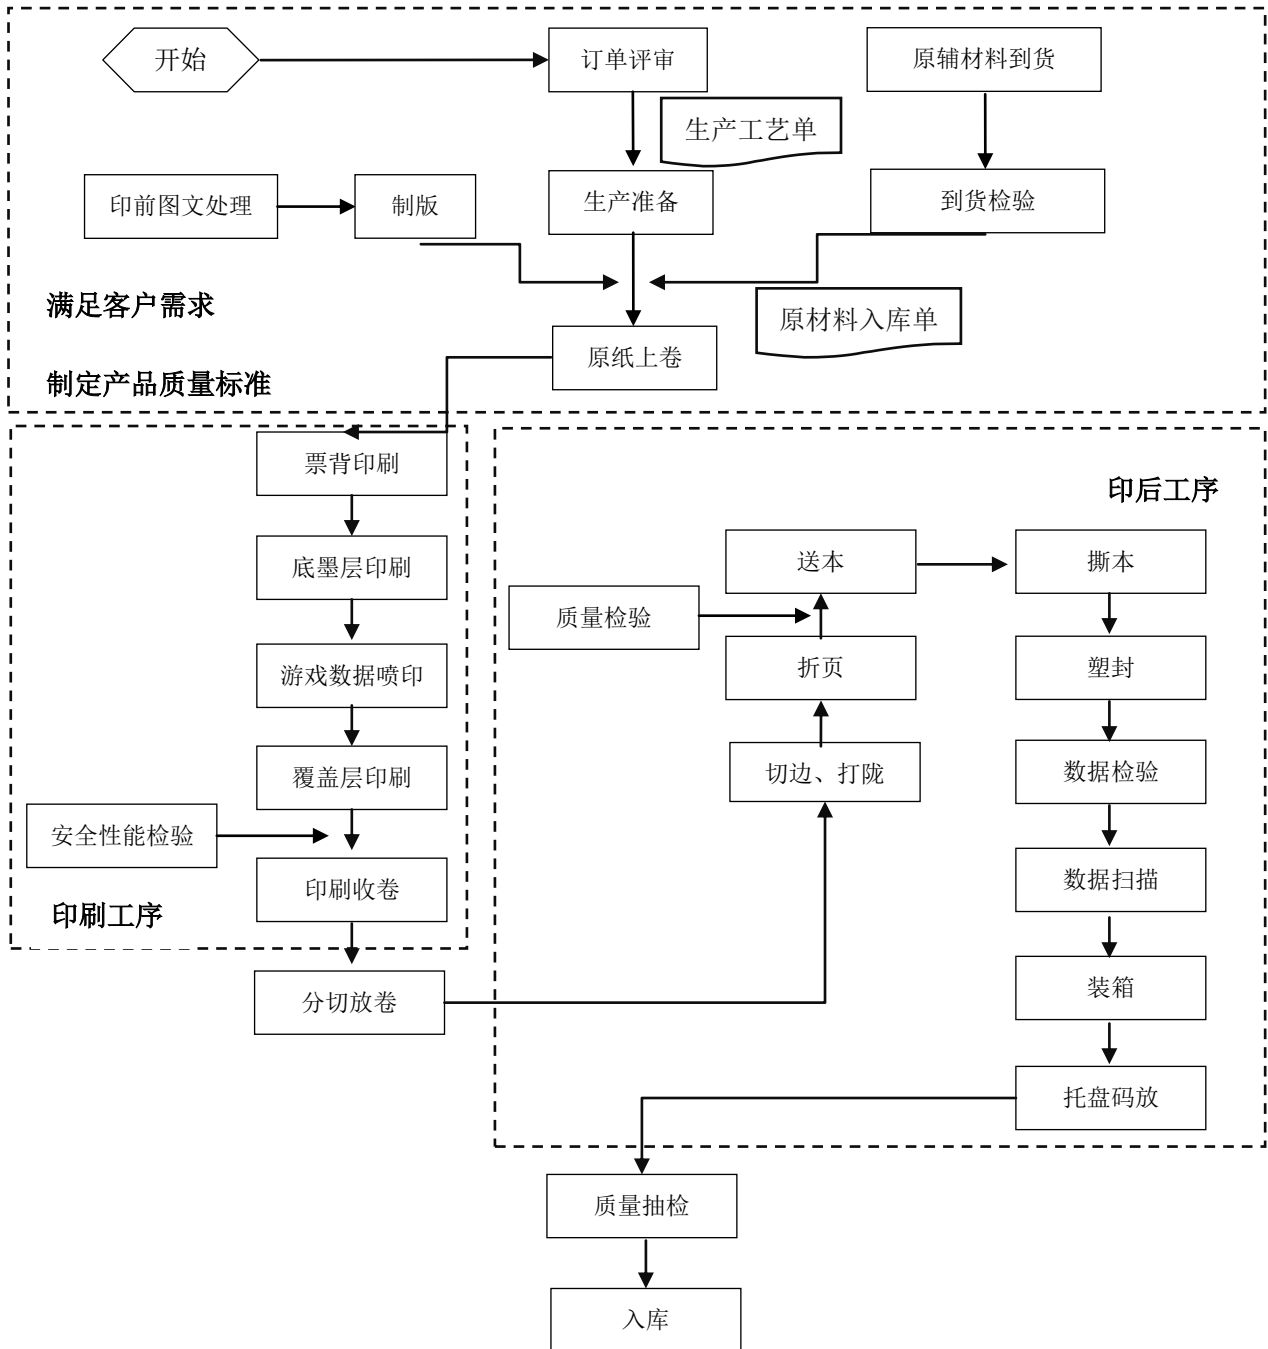 开始
订单评审
原辅材料到货
生产工艺单
印前图文处理
制版
生产准备
到货检验
满足客户需求
原材料入库单
原纸上卷
制定产品质量标准
票背印刷
印后工序
底墨层印刷
送本
撕本
质量检验
游戏数据喷印
折页
塑封
覆盖层印刷
切边、打陇
数据检验
安全性能检验
印刷收卷
数据扫描
印刷工序
分切放卷
装箱
托盘码放
质量抽检
入库